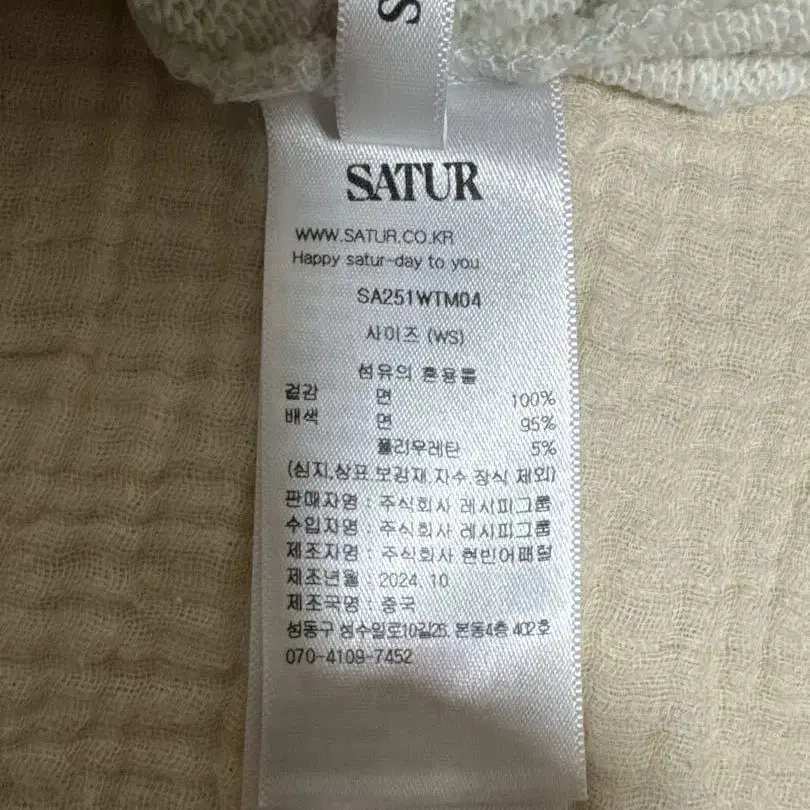 S
SATUR
WWW.SATUR.CO.KR
Happy satur-day to you
SA251WTM04
사이즈 (WS)
섬유의 혼용률
겉감 면 100%
배색 면 95%
폴리우레탄 5%
(심지,상표,보강재,자수,장식 제외)
판매자명 : 주식회사 레시피그룹
수입자명 : 주식회사 레시피그룹
제조자명 : 주식회사 현빈어패럴
제조년월 : 2024.10
제조국명 : 중국
성동구 성수일로10길26. 본동4층 402호
070-4109-7452